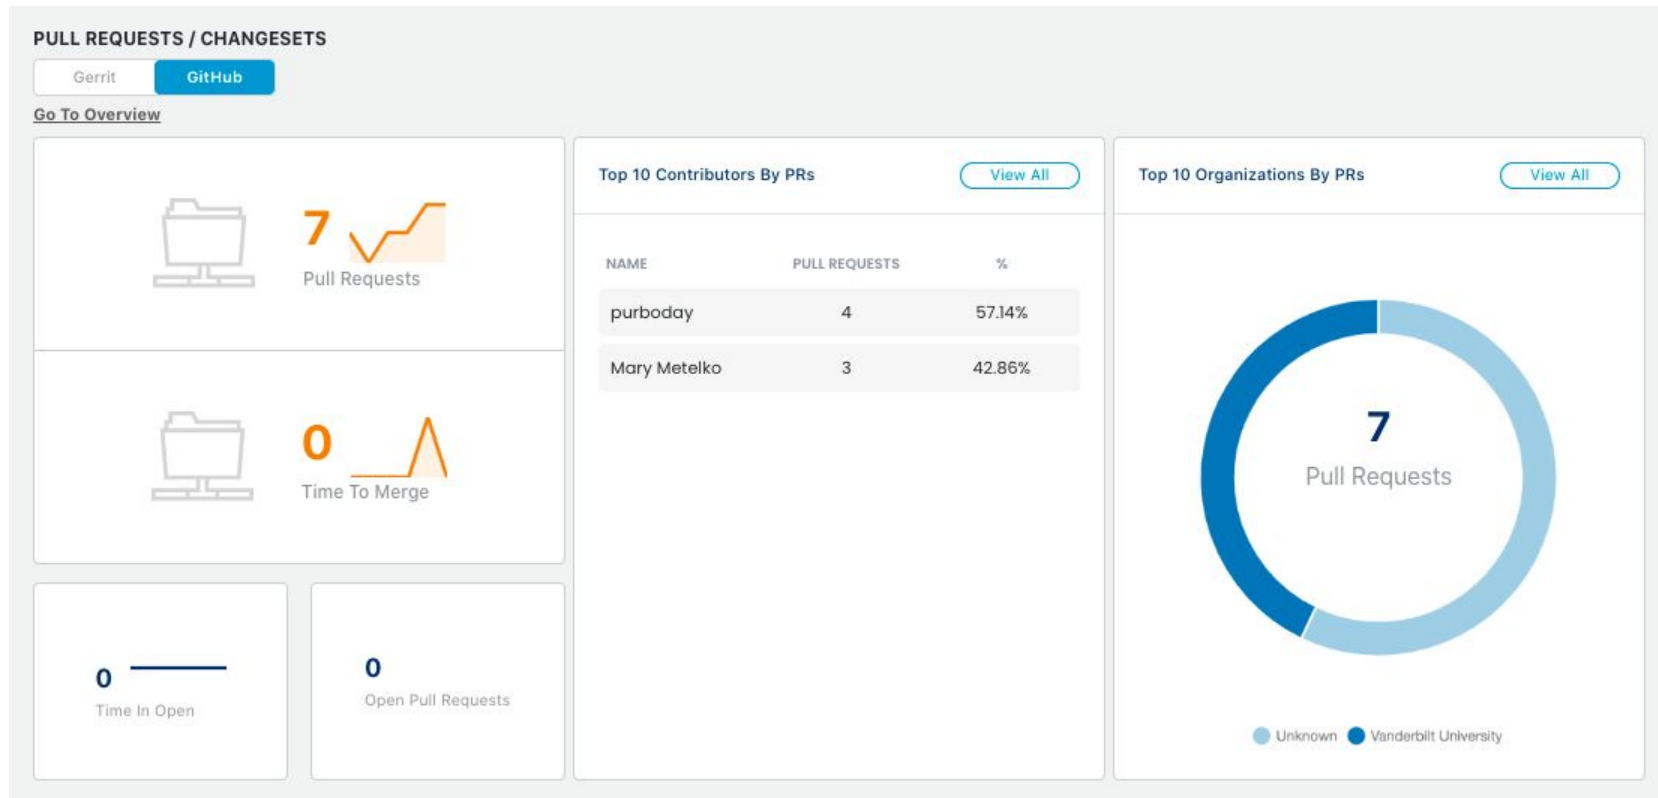 PULL REQUESTS / CHANGESETS
Gerrit GitHub
Go To Overview
7
Pull Requests
0
Time To Merge
0
Time In Open
0
Open Pull Requests
Top 10 Contributors By PRs View All
NAME PULL REQUESTS %
purboday 4 57.14%
Mary Metelko 3 42.86%
Top 10 Organizations By PRs View All
7
Pull Requests
Unknown Vanderbilt University